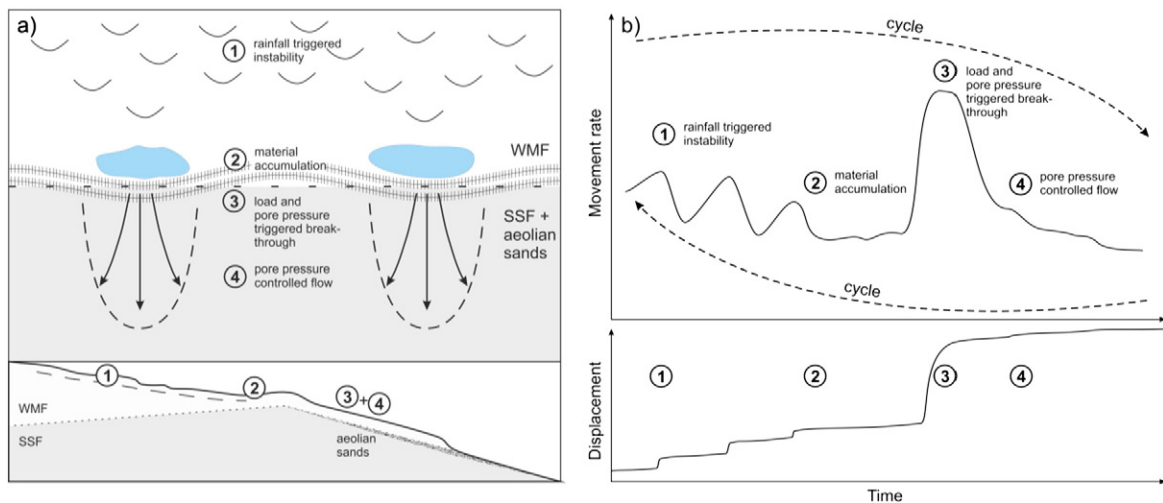 a)
1 rainfall triggered
instability
2 material
accumulation
WMF
3 load and
pore pressure
triggered break-
through
SSF +
aeolian
sands
4 pore pressure
controlled flow
1
2
3+4
WMF
SSF
aeolian
sands
b)
cycle
Movement rate
1 rainfall triggered
instability
2 material
accumulation
3 load and
pore pressure
triggered break-
through
4 pore pressure
controlled flow
cycle
Displacement
1
2
3
4
Time